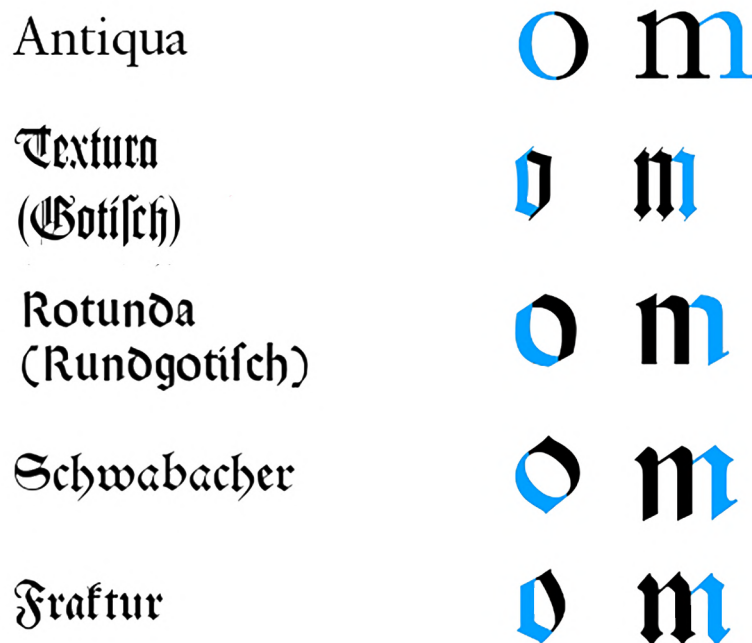 Antiqua o m
Textura o m
(Gotiſch)
Rotunda o m
(Rundgotiſch)
Schwabacher o m
Fraktur o m